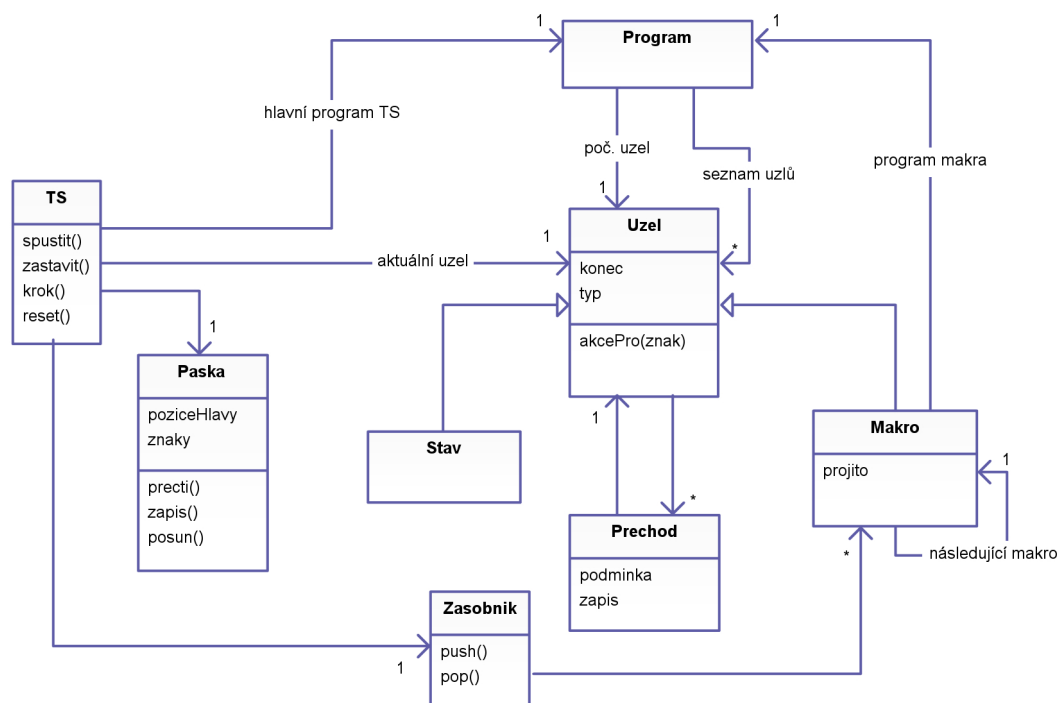 1
1
Program
hlavní program TS
poč. uzel
seznam uzlů
program makra
TS
spustit()
zastavit()
krok()
reset()
1
Uzel
1
*
aktuální uzel
konec
typ
akcePro(znak)
1
Paska
poziceHlavy
znaky
precti()
zapis()
posun()
Stav
1
*
Makro
projito
1
následující makro
*
Prechod
podminka
zapis
Zasobnik
push()
pop()
1